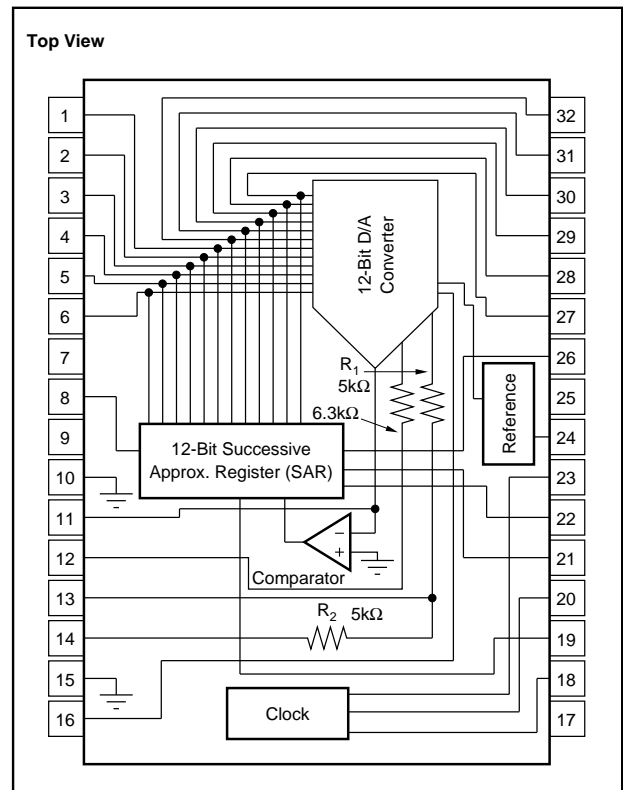 Top View
1
2
3
4
5
6
7
8
9
10
11
12
13
14
15
16
32
31
30
29
28
27
26
25
24
23
22
21
20
19
18
17
12-Bit D/A
Converter
R1
5kΩ
6.3kΩ
Reference
12-Bit Successive
Approx. Register (SAR)
−
+
Comparator
R2 5kΩ
Clock